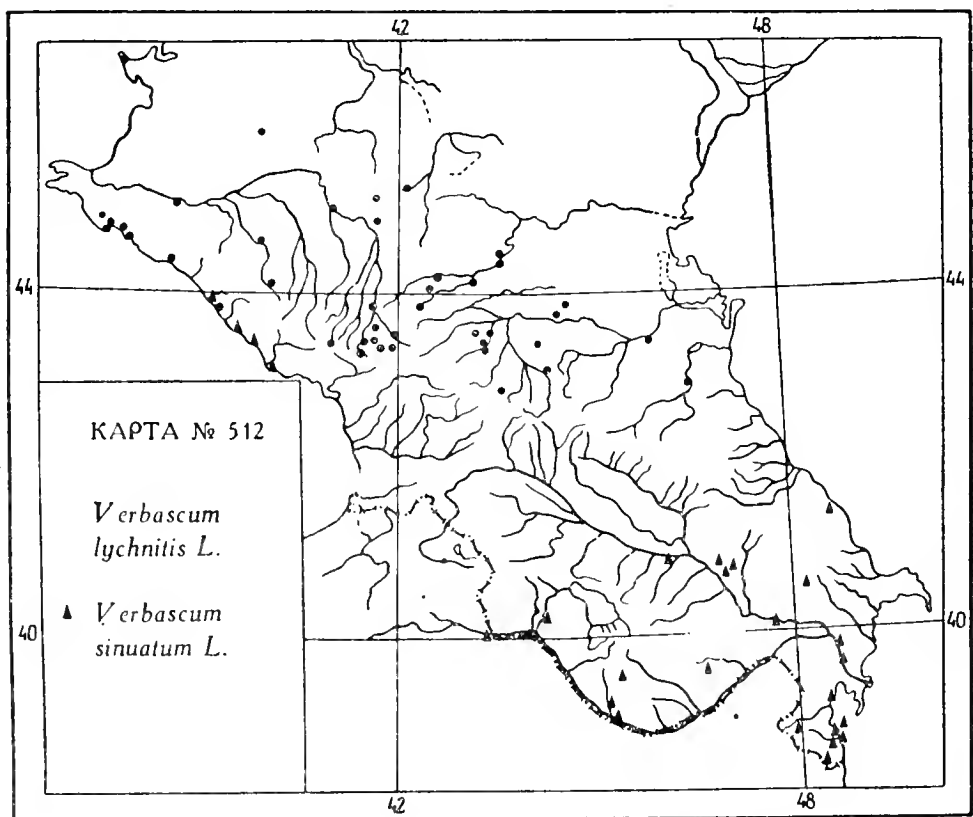 42 48
44 44
КАРТА № 512
Verbascum
lychnitis L.
Verbascum
sinuatum L.
40 40
42 48